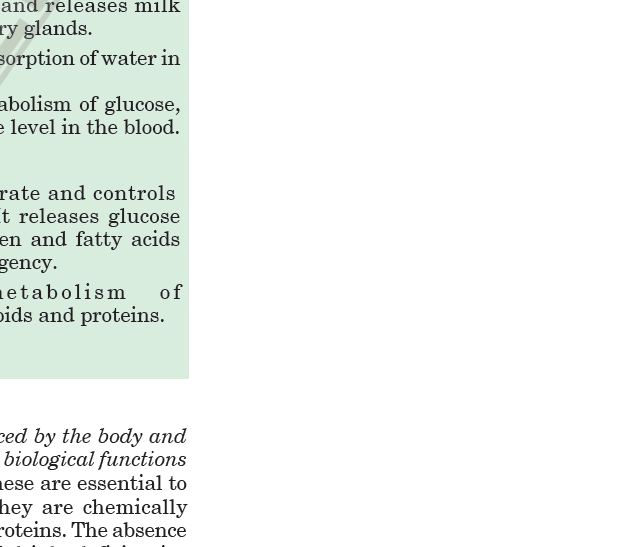 and releases milk
ry glands.
sorption of water in
abolism of glucose,
e level in the blood.
rate and controls
It releases glucose
en and fatty acids
gency.
metabolism of
pids and proteins.
ced by the body and
biological functions
hese are essential to
hey are chemically
roteins. The absence